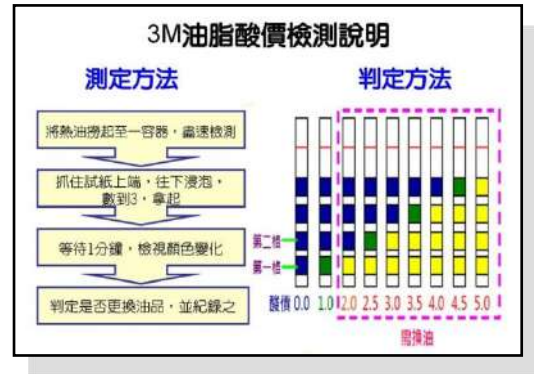 3M油脂酸價檢測說明
測定方法
將熱油撈起至一容器，盡速檢測
抓住試紙上端，往下浸泡，
數到3，拿起
等待1分鐘，檢視顏色變化
判定是否更換油品，並紀錄之
判定方法
第二格
第一格
酸價 0.0 1.0 2.0 2.5 3.0 3.5 4.0 4.5 5.0
需換油